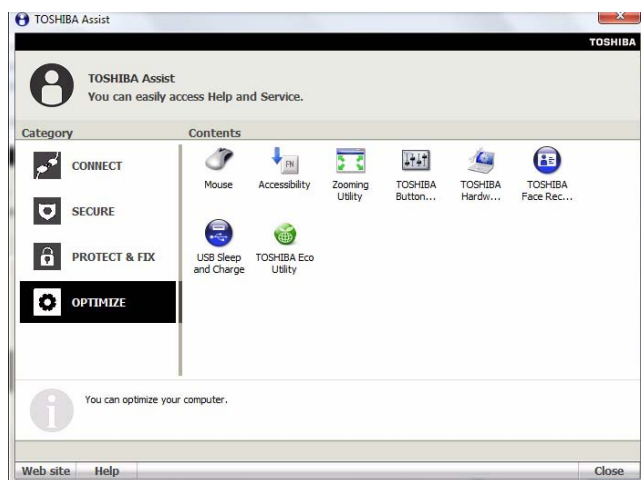 TOSHIBA Assist
TOSHIBA
TOSHIBA Assist
You can easily access Help and Service.
Category
Contents
CONNECT
SECURE
PROTECT & FIX
OPTIMIZE
Mouse
Accessibility
Zooming
Utility
TOSHIBA
Button...
TOSHIBA
Hardw...
TOSHIBA
Face Rec...
USB Sleep
and Charge
TOSHIBA Eco
Utility
FN
You can optimize your computer.
Web site
Help
Close